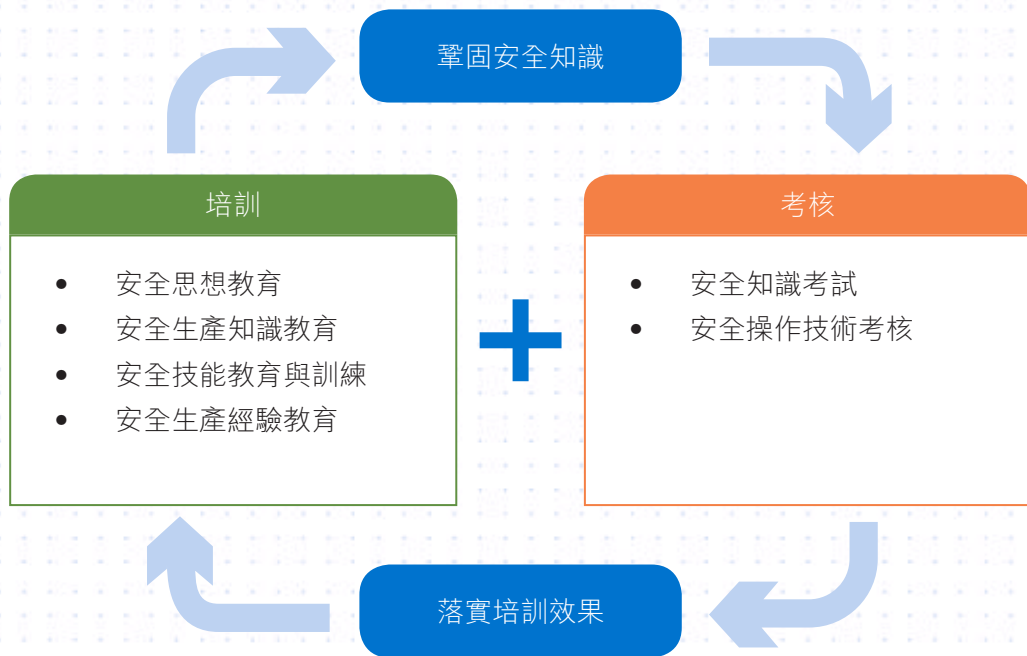 鞏固安全知識
培訓
• 安全思想教育
• 安全生產知識教育
• 安全技能教育與訓練
• 安全生產經驗教育
考核
• 安全知識考試
• 安全操作技術考核
落實培訓效果